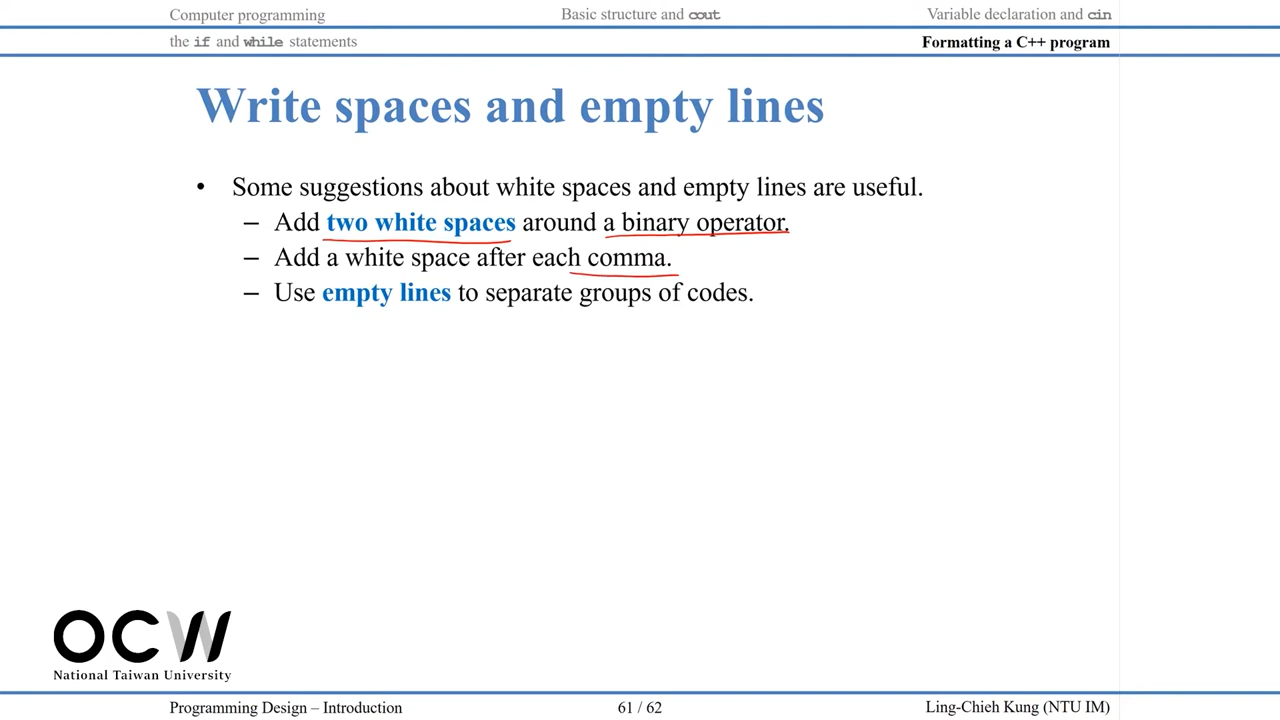 Computer programming
Basic structure and cout
Variable declaration and cin
the if and while statements
Formatting a C++ program
Write spaces and empty lines
• Some suggestions about white spaces and empty lines are useful.
– Add two white spaces around a binary operator.
– Add a white space after each comma.
– Use empty lines to separate groups of codes.
OCW
National Taiwan University
Programming Design – Introduction
61 / 62
Ling-Chieh Kung (NTU IM)